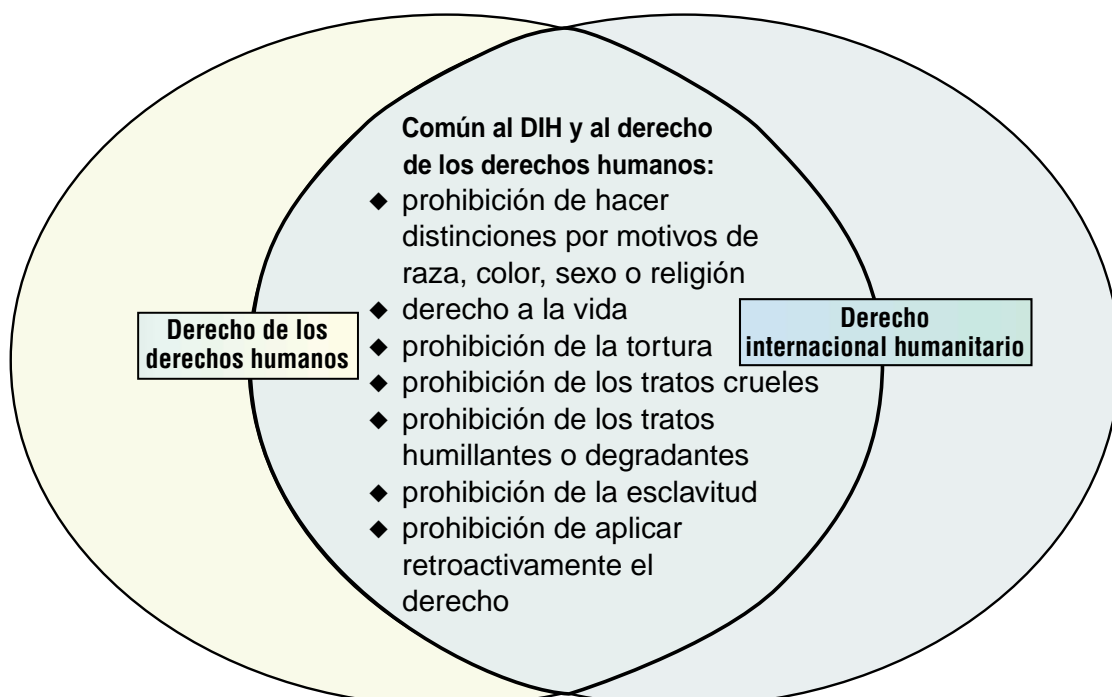 Común al DIH y al derecho
de los derechos humanos:
◆ prohibición de hacer
distinciones por motivos de
raza, color, sexo o religión
◆ derecho a la vida
◆ prohibición de la tortura
◆ prohibición de los tratos crueles
◆ prohibición de los tratos
humillantes o degradantes
◆ prohibición de la esclavitud
◆ prohibición de aplicar
retroactivamente el
derecho
Derecho de los
derechos humanos
Derecho
internacional humanitario